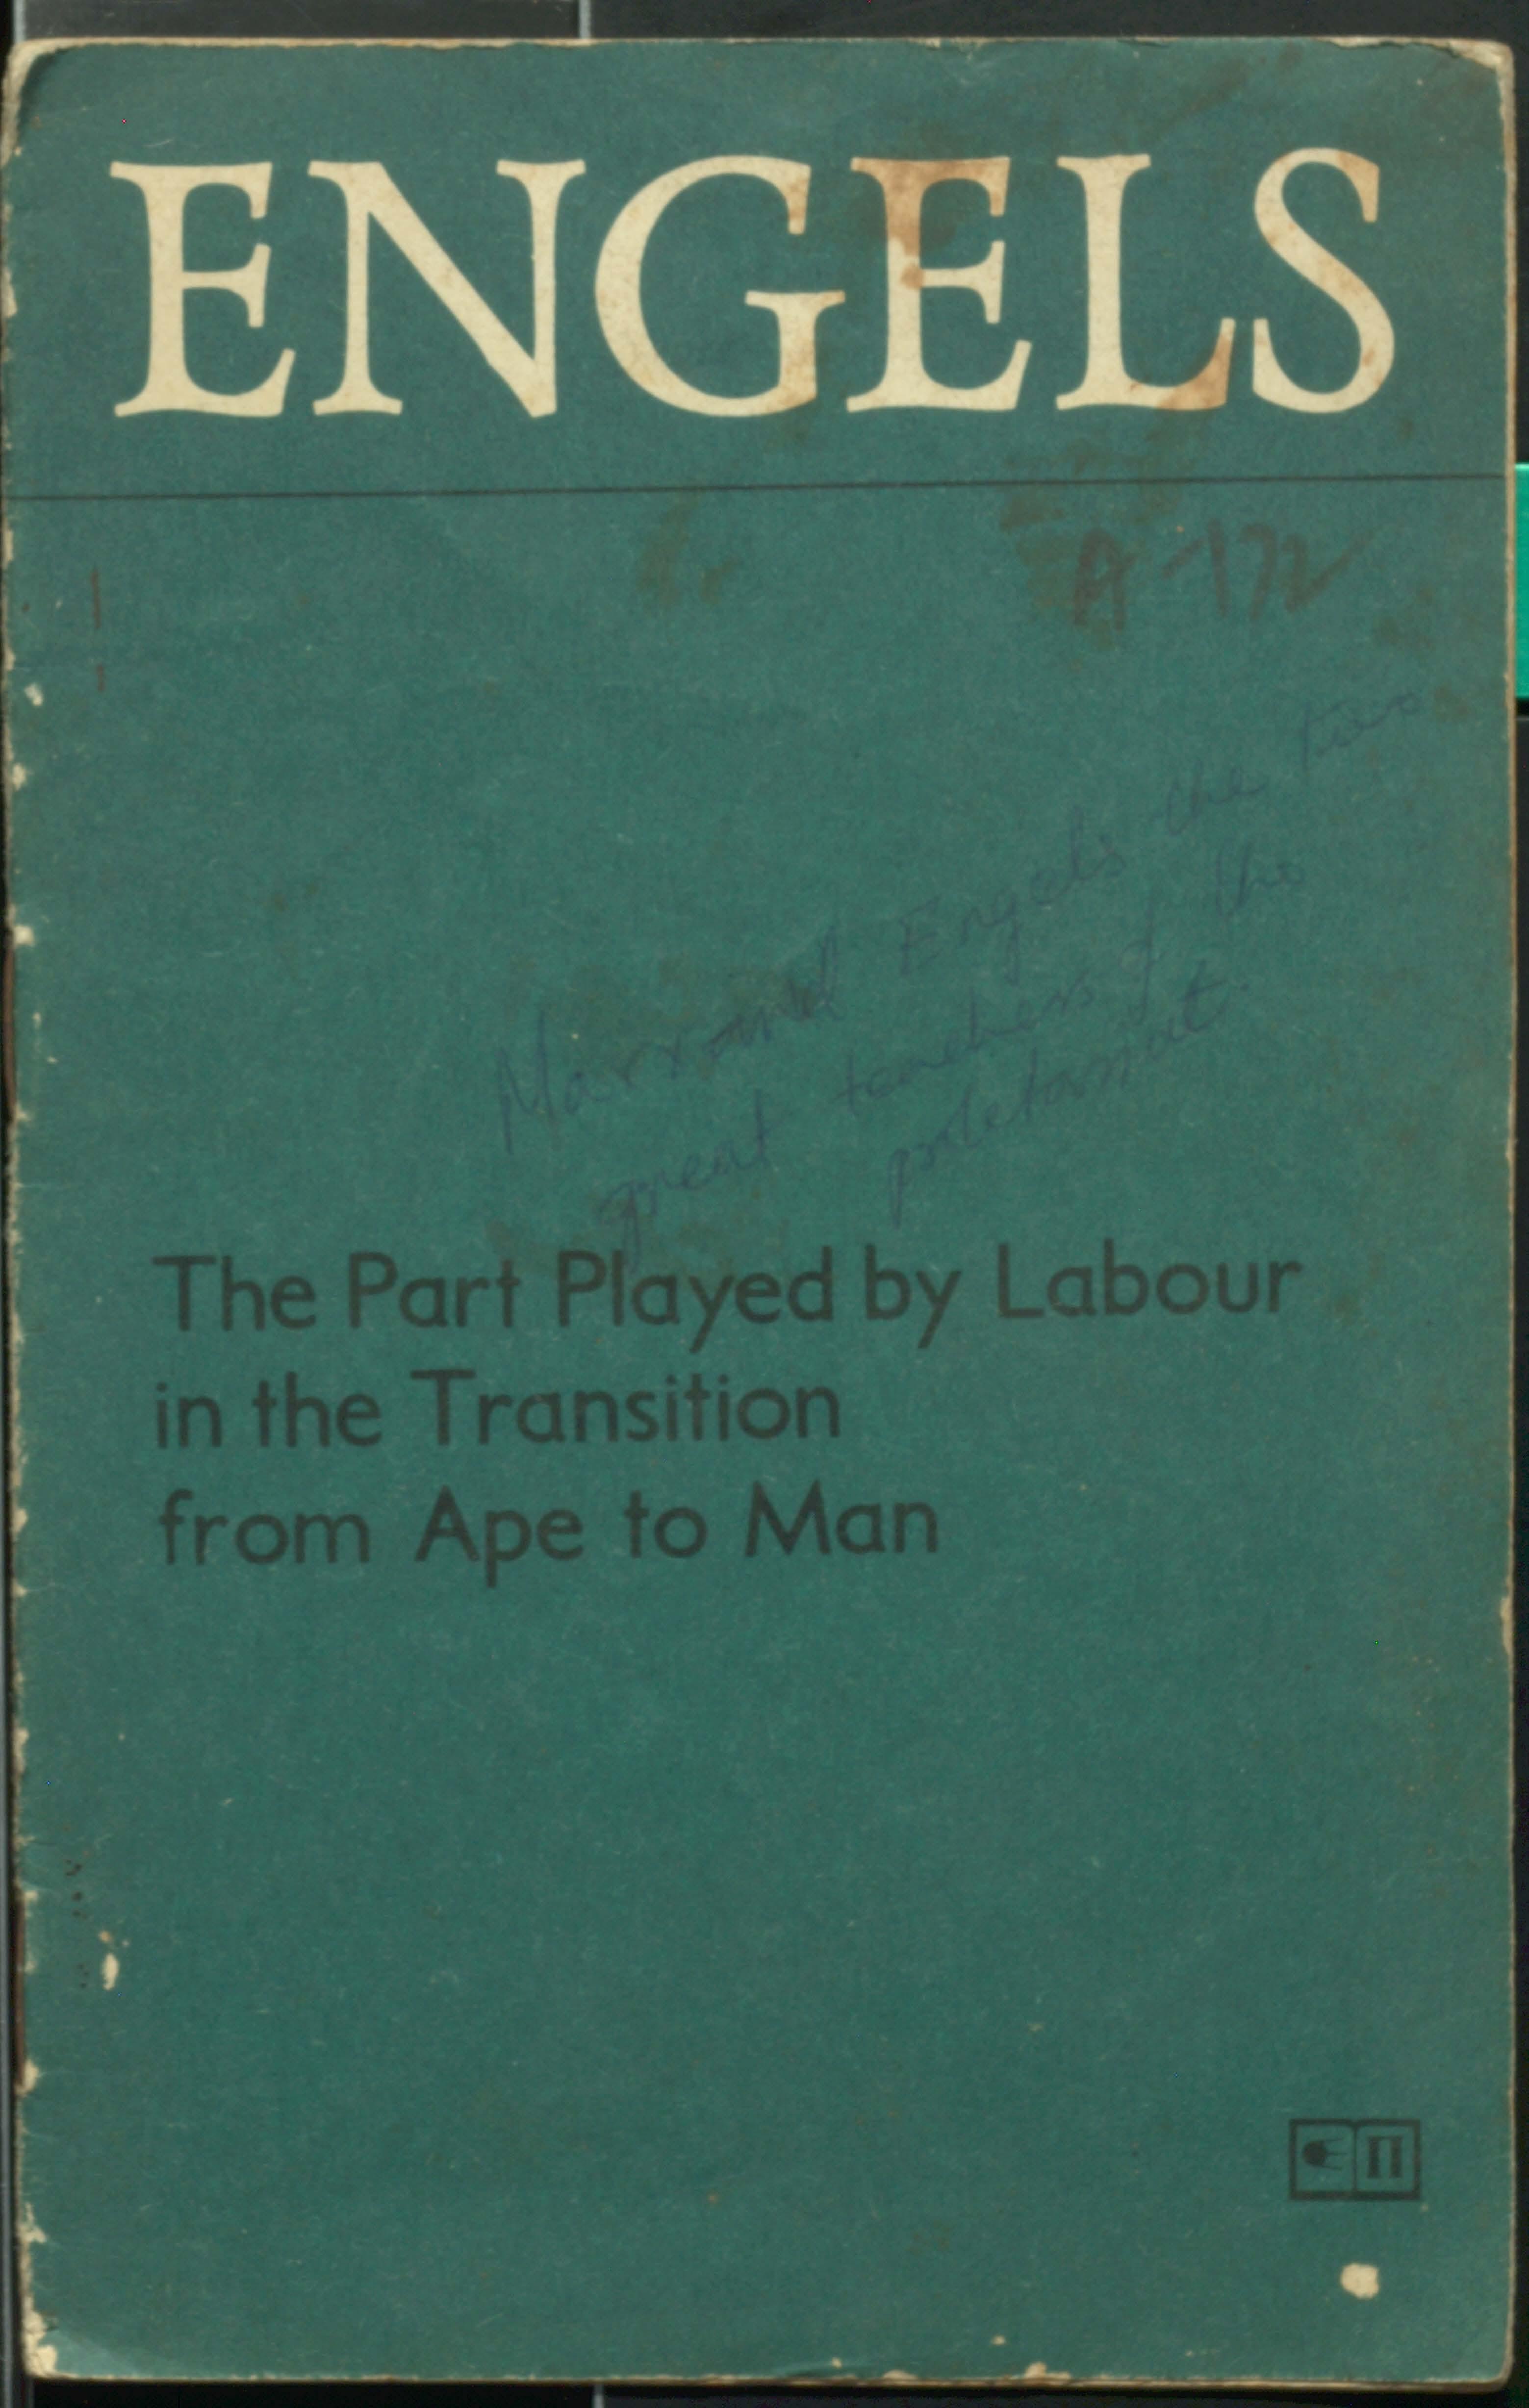 ENGELS
A-172
Marx and Engels the two
great teachers of the
proletariat.
The Part Played by Labour
in the Transition
from Ape to Man
П